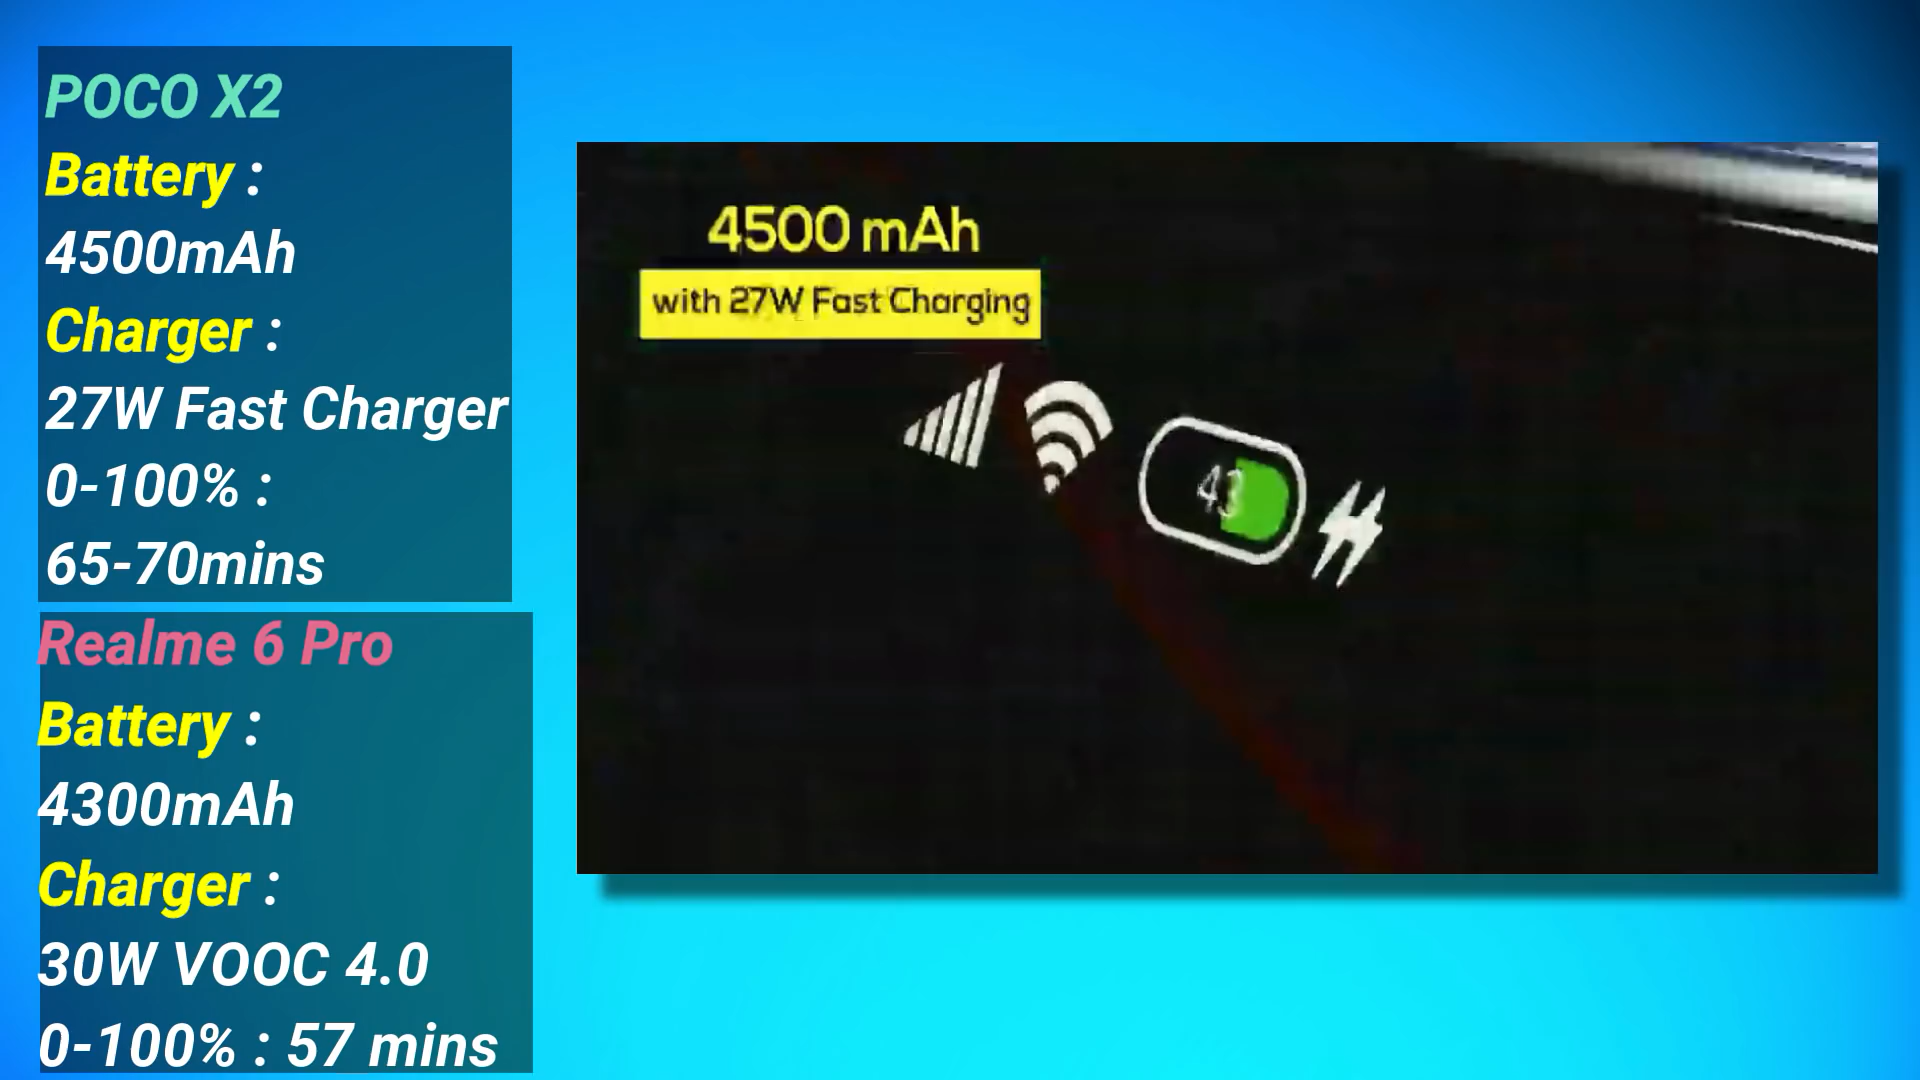 POCO X2
Battery :
4500mAh
Charger :
27W Fast Charger
0-100% :
65-70mins
Realme 6 Pro
Battery :
4300mAh
Charger :
30W VOOC 4.0
0-100% : 57 mins
4500 mAh
with 27W Fast Charging
43